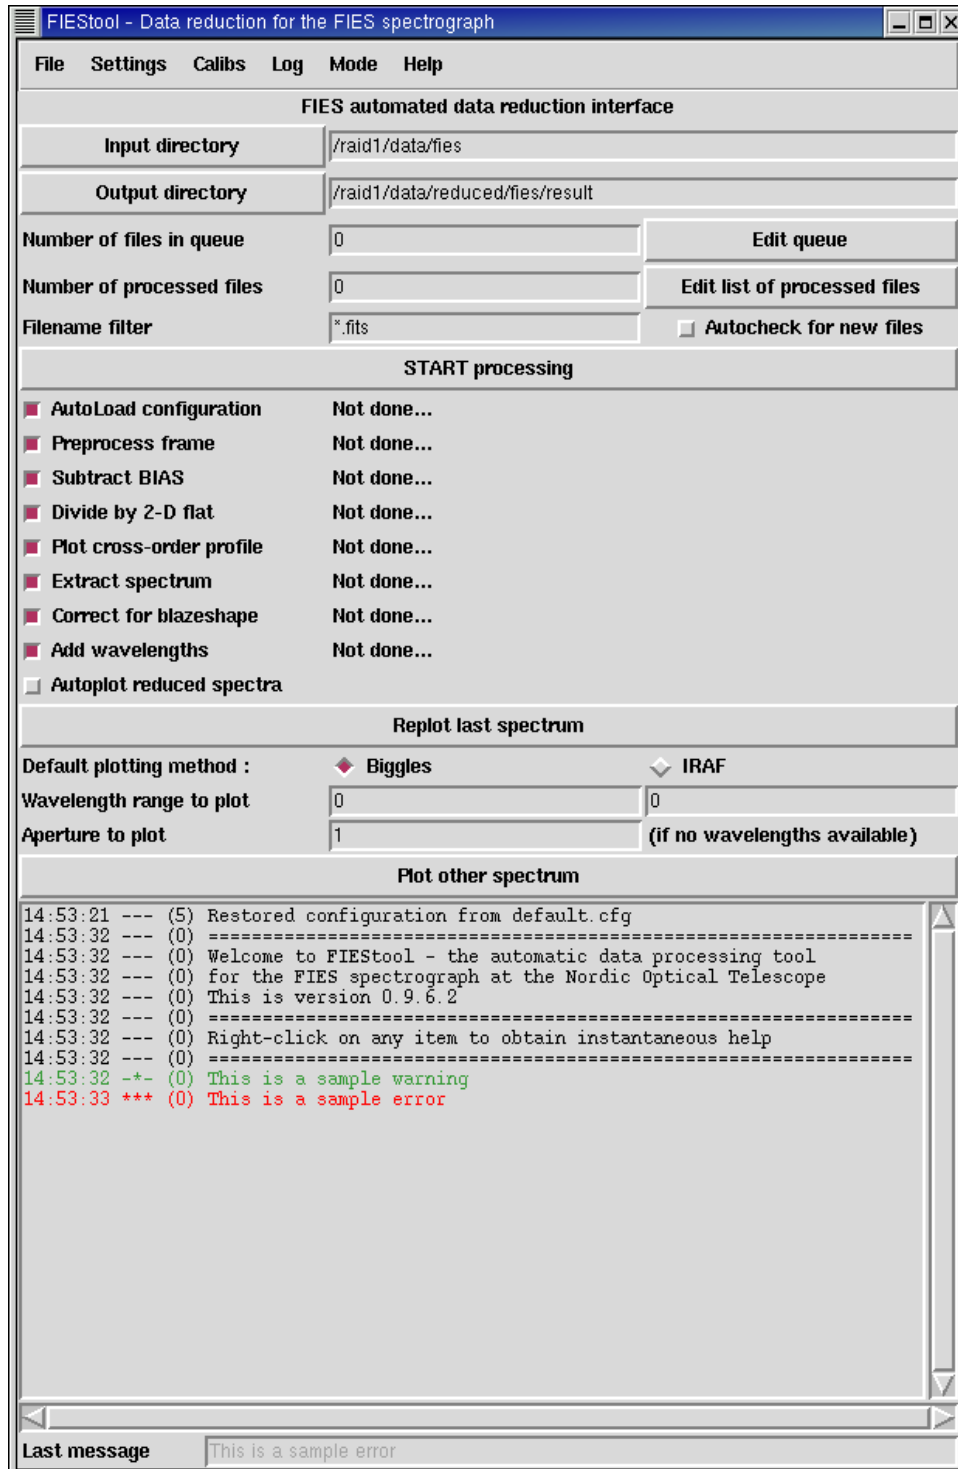 FIEStool - Data reduction for the FIES spectrograph
File Settings Calibs Log Mode Help
FIES automated data reduction interface
Input directory /raid1/data/fies
Output directory /raid1/data/reduced/fies/result
Number of files in queue 0 Edit queue
Number of processed files 0 Edit list of processed files
Filename filter *.fits Autocheck for new files
START processing
AutoLoad configuration Not done...
Preprocess frame Not done...
Subtract BIAS Not done...
Divide by 2-D flat Not done...
Plot cross-order profile Not done...
Extract spectrum Not done...
Correct for blazeshape Not done...
Add wavelengths Not done...
Autoplot reduced spectra
Replot last spectrum
Default plotting method : Biggles IRAF
Wavelength range to plot 0 0
Aperture to plot 1 (if no wavelengths available)
Plot other spectrum
14:53:21 --- (5) Restored configuration from default.cfg
14:53:32 --- (0) =================================================================
14:53:32 --- (0) Welcome to FIEStool - the automatic data processing tool
14:53:32 --- (0) for the FIES spectrograph at the Nordic Optical Telescope
14:53:32 --- (0) This is version 0.9.6.2
14:53:32 --- (0) =================================================================
14:53:32 --- (0) Right-click on any item to obtain instantaneous help
14:53:32 --- (0) =================================================================
14:53:32 -*- (0) This is a sample warning
14:53:33 *** (0) This is a sample error
Last message This is a sample error